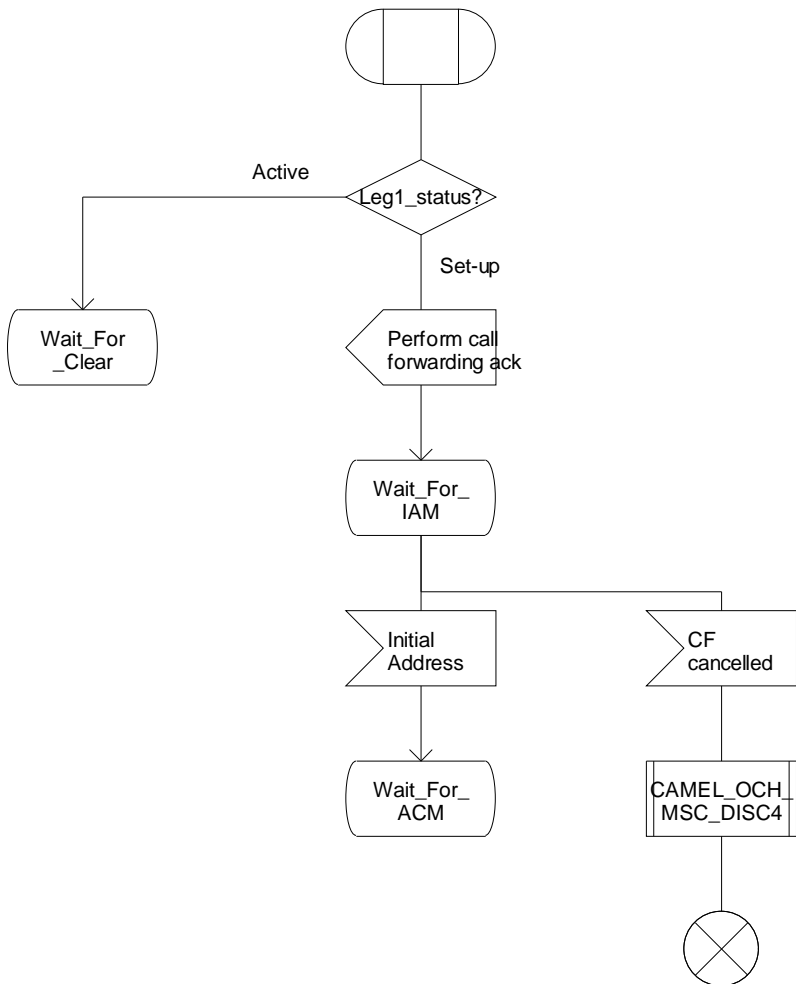 Active
Leg1_status?
Set-up
Wait_For
_Clear
Perform call
forwarding ack
Wait_For_
IAM
Initial
Address
CF
cancelled
Wait_For_
ACM
CAMEL_OCH_
MSC_DISC4